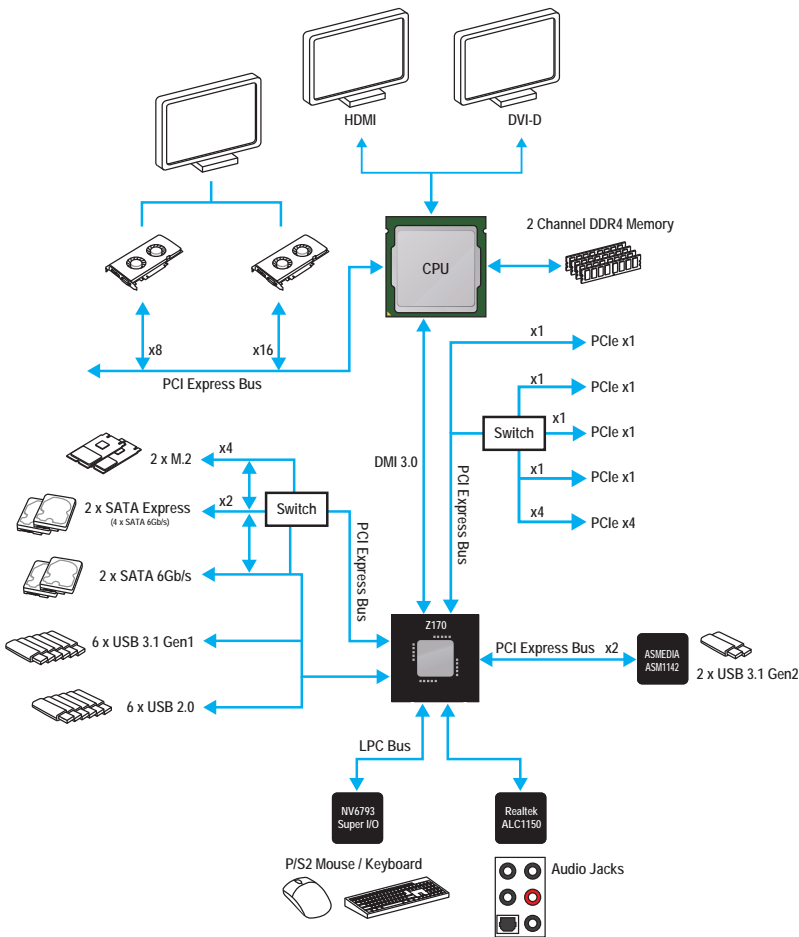 HDMI
DVI-D
2 Channel DDR4 Memory
CPU
x8
x16
PCI Express Bus
x1
PCIe x1
x1
PCIe x1
Switch
x1
PCIe x1
x1
PCIe x1
x4
PCIe x4
DMI 3.0
PCI Express Bus
2 x M.2
x4
2 x SATA Express
(4 x SATA 6Gb/s)
x2
Switch
PCI Express Bus
2 x SATA 6Gb/s
6 x USB 3.1 Gen1
6 x USB 2.0
Z170
PCI Express Bus
x2
ASMEDIA
ASM1142
2 x USB 3.1 Gen2
LPC Bus
NV6793
Super I/O
Realtek
ALC1150
P/S2 Mouse / Keyboard
Audio Jacks